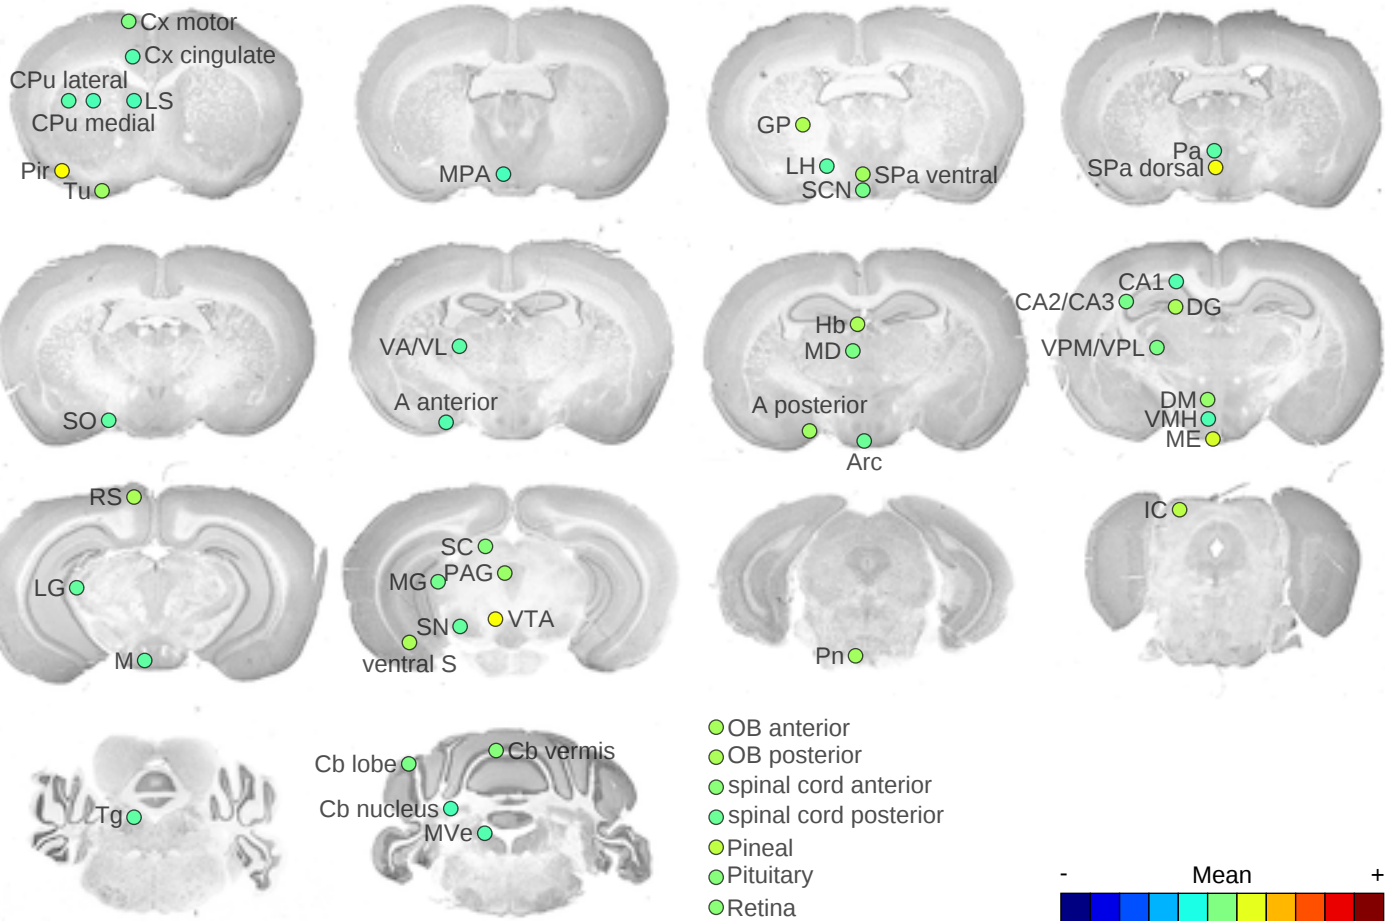 Cx motor
Cx cingulate
CPu lateral
LS
CPu medial
Pir
Tu
MPA
GP
LH
SPa ventral
SCN
Pa
SPa dorsal
SO
VA/VL
A anterior
Hb
MD
A posterior
Arc
CA1
CA2/CA3
DG
VPM/VPL
DM
VMH
ME
RS
LG
M
SC
MG
PAG
SN
VTA
ventral S
Pn
IC
Tg
Cb lobe
Cb vermis
Cb nucleus
MVe
OB anterior
OB posterior
spinal cord anterior
spinal cord posterior
Pineal
Pituitary
Retina
- Mean +